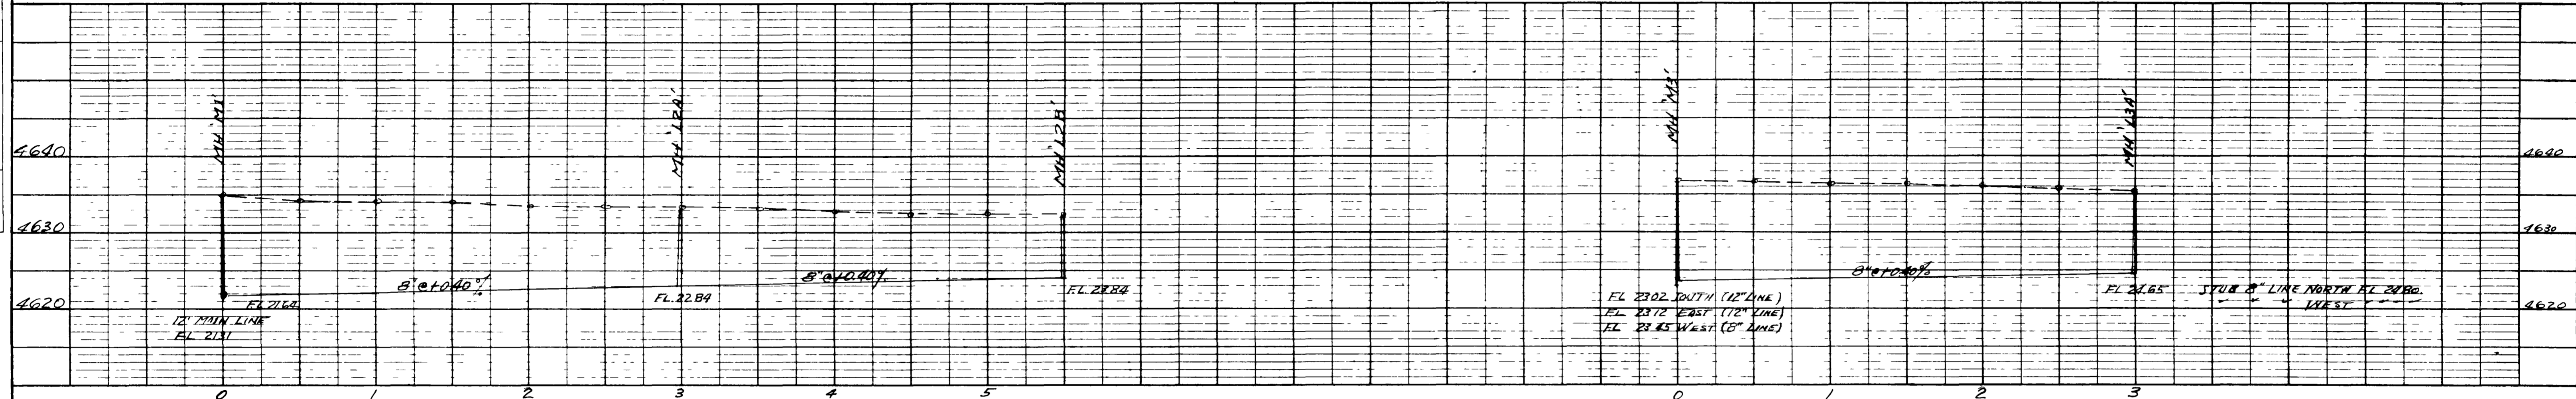 MH 'M1'
MH 'L2A'
MH 'L2B'
MH 'M3'
MH 'L3A'
4640
4640
4630
4630
4620
4620
8" @ +0.40%
8" @ +0.40%
8" @ +0.40%
FL 21.64
FL. 22.84
FL. 23.84
12" MAIN LINE
FL 21.31
FL 23.02 SOUTH (12" LINE)
FL 23.12 EAST (12" LINE)
FL 23.45 WEST (8" LINE)
FL 24.65
STUB 8" LINE NORTH FL 24.80.
" " " WEST " "
0 1 2 3 4 5
0 1 2 3